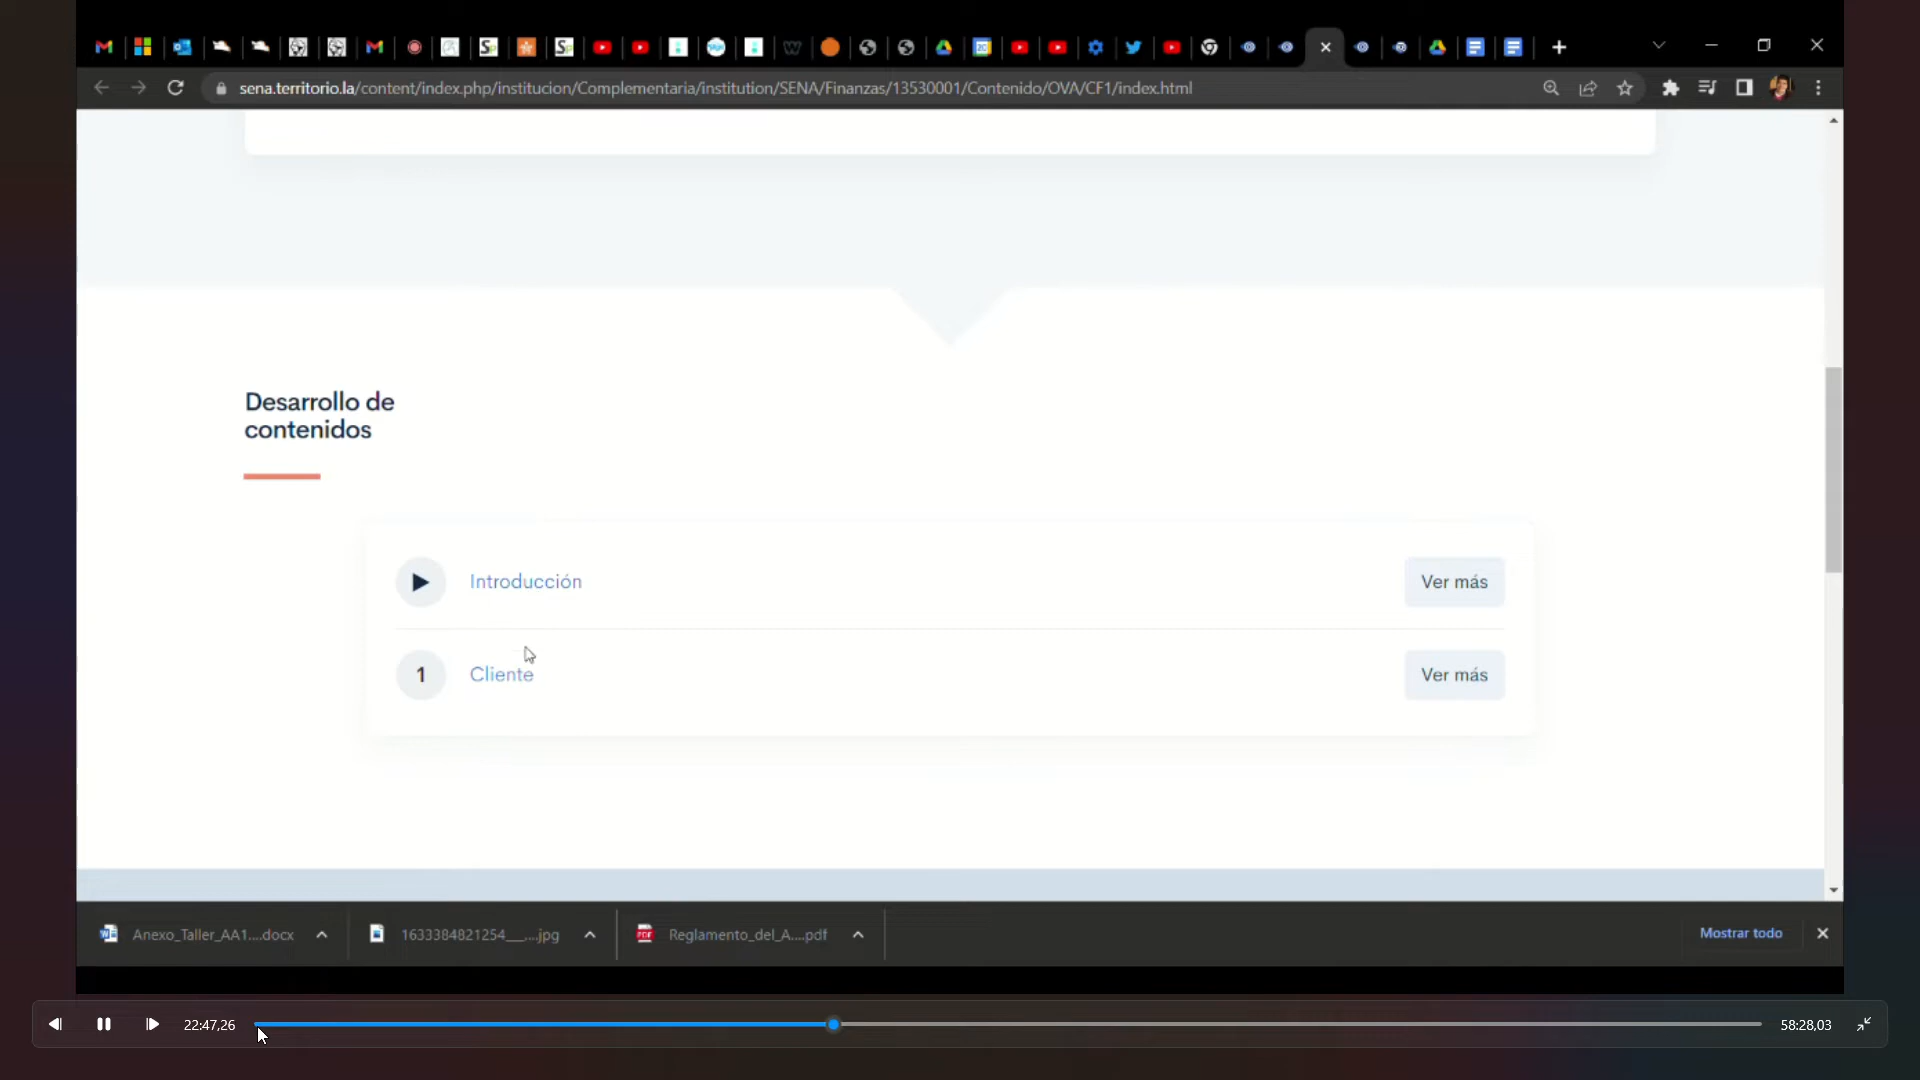 sena.territorio.la/content/index.php/institucion/Complementaria/institution/SENA/Finanzas/13530001/Contenido/OVA/CF1/index.html
Desarrollo de
contenidos
Introducción
Ver más
1
Cliente
Ver más
Anexo_Taller_AA1....docx
1633384821254___....jpg
Reglamento_del_A....pdf
Mostrar todo
22:47,26
58:28,03